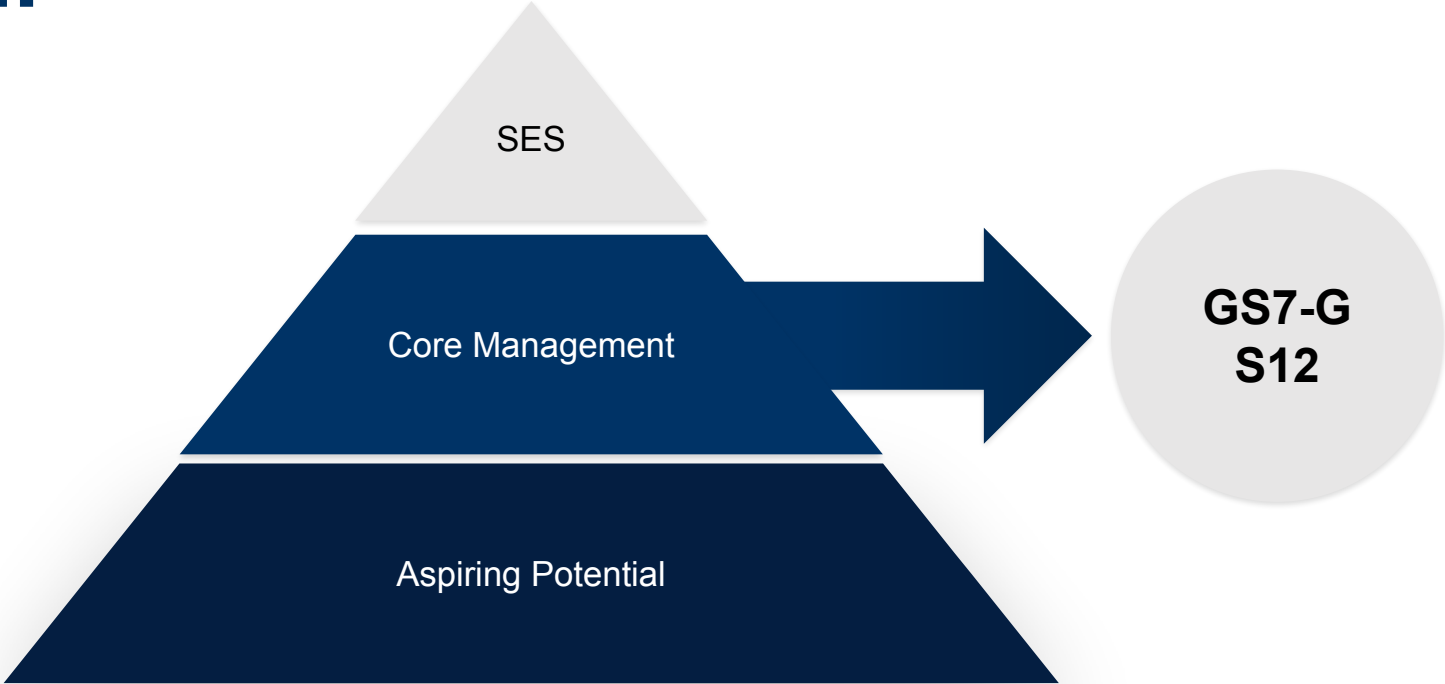 SES
Core Management
GS7-G
S12
Aspiring Potential